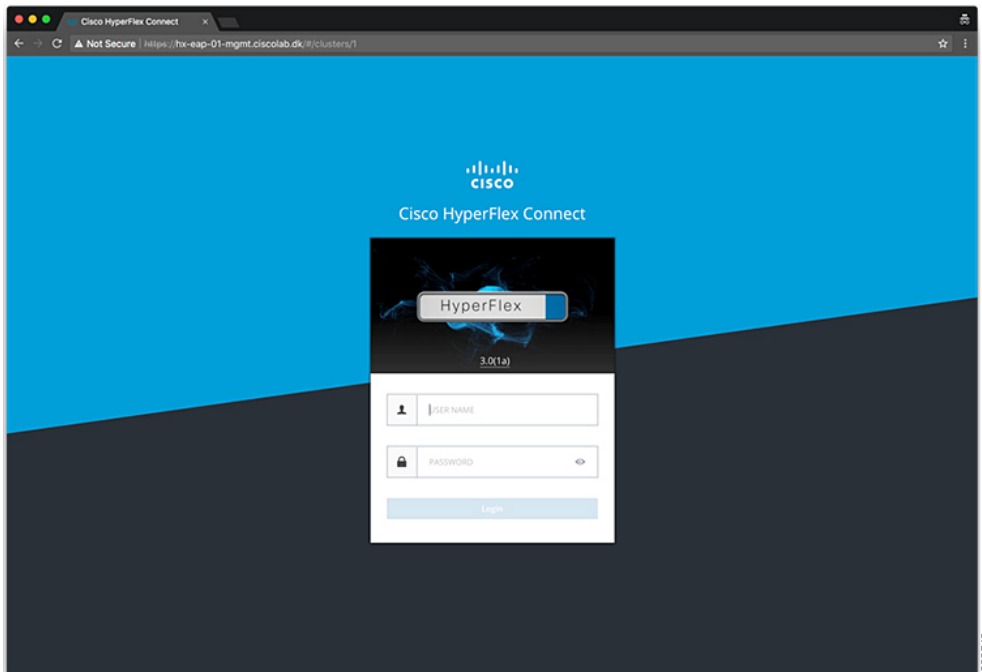 Cisco HyperFlex Connect
Not Secure https://hx-eap-01-mgmt.ciscolab.dk/#/clusters/1
CISCO
Cisco HyperFlex Connect
HyperFlex
3.0(1a)
USER NAME
PASSWORD
Login